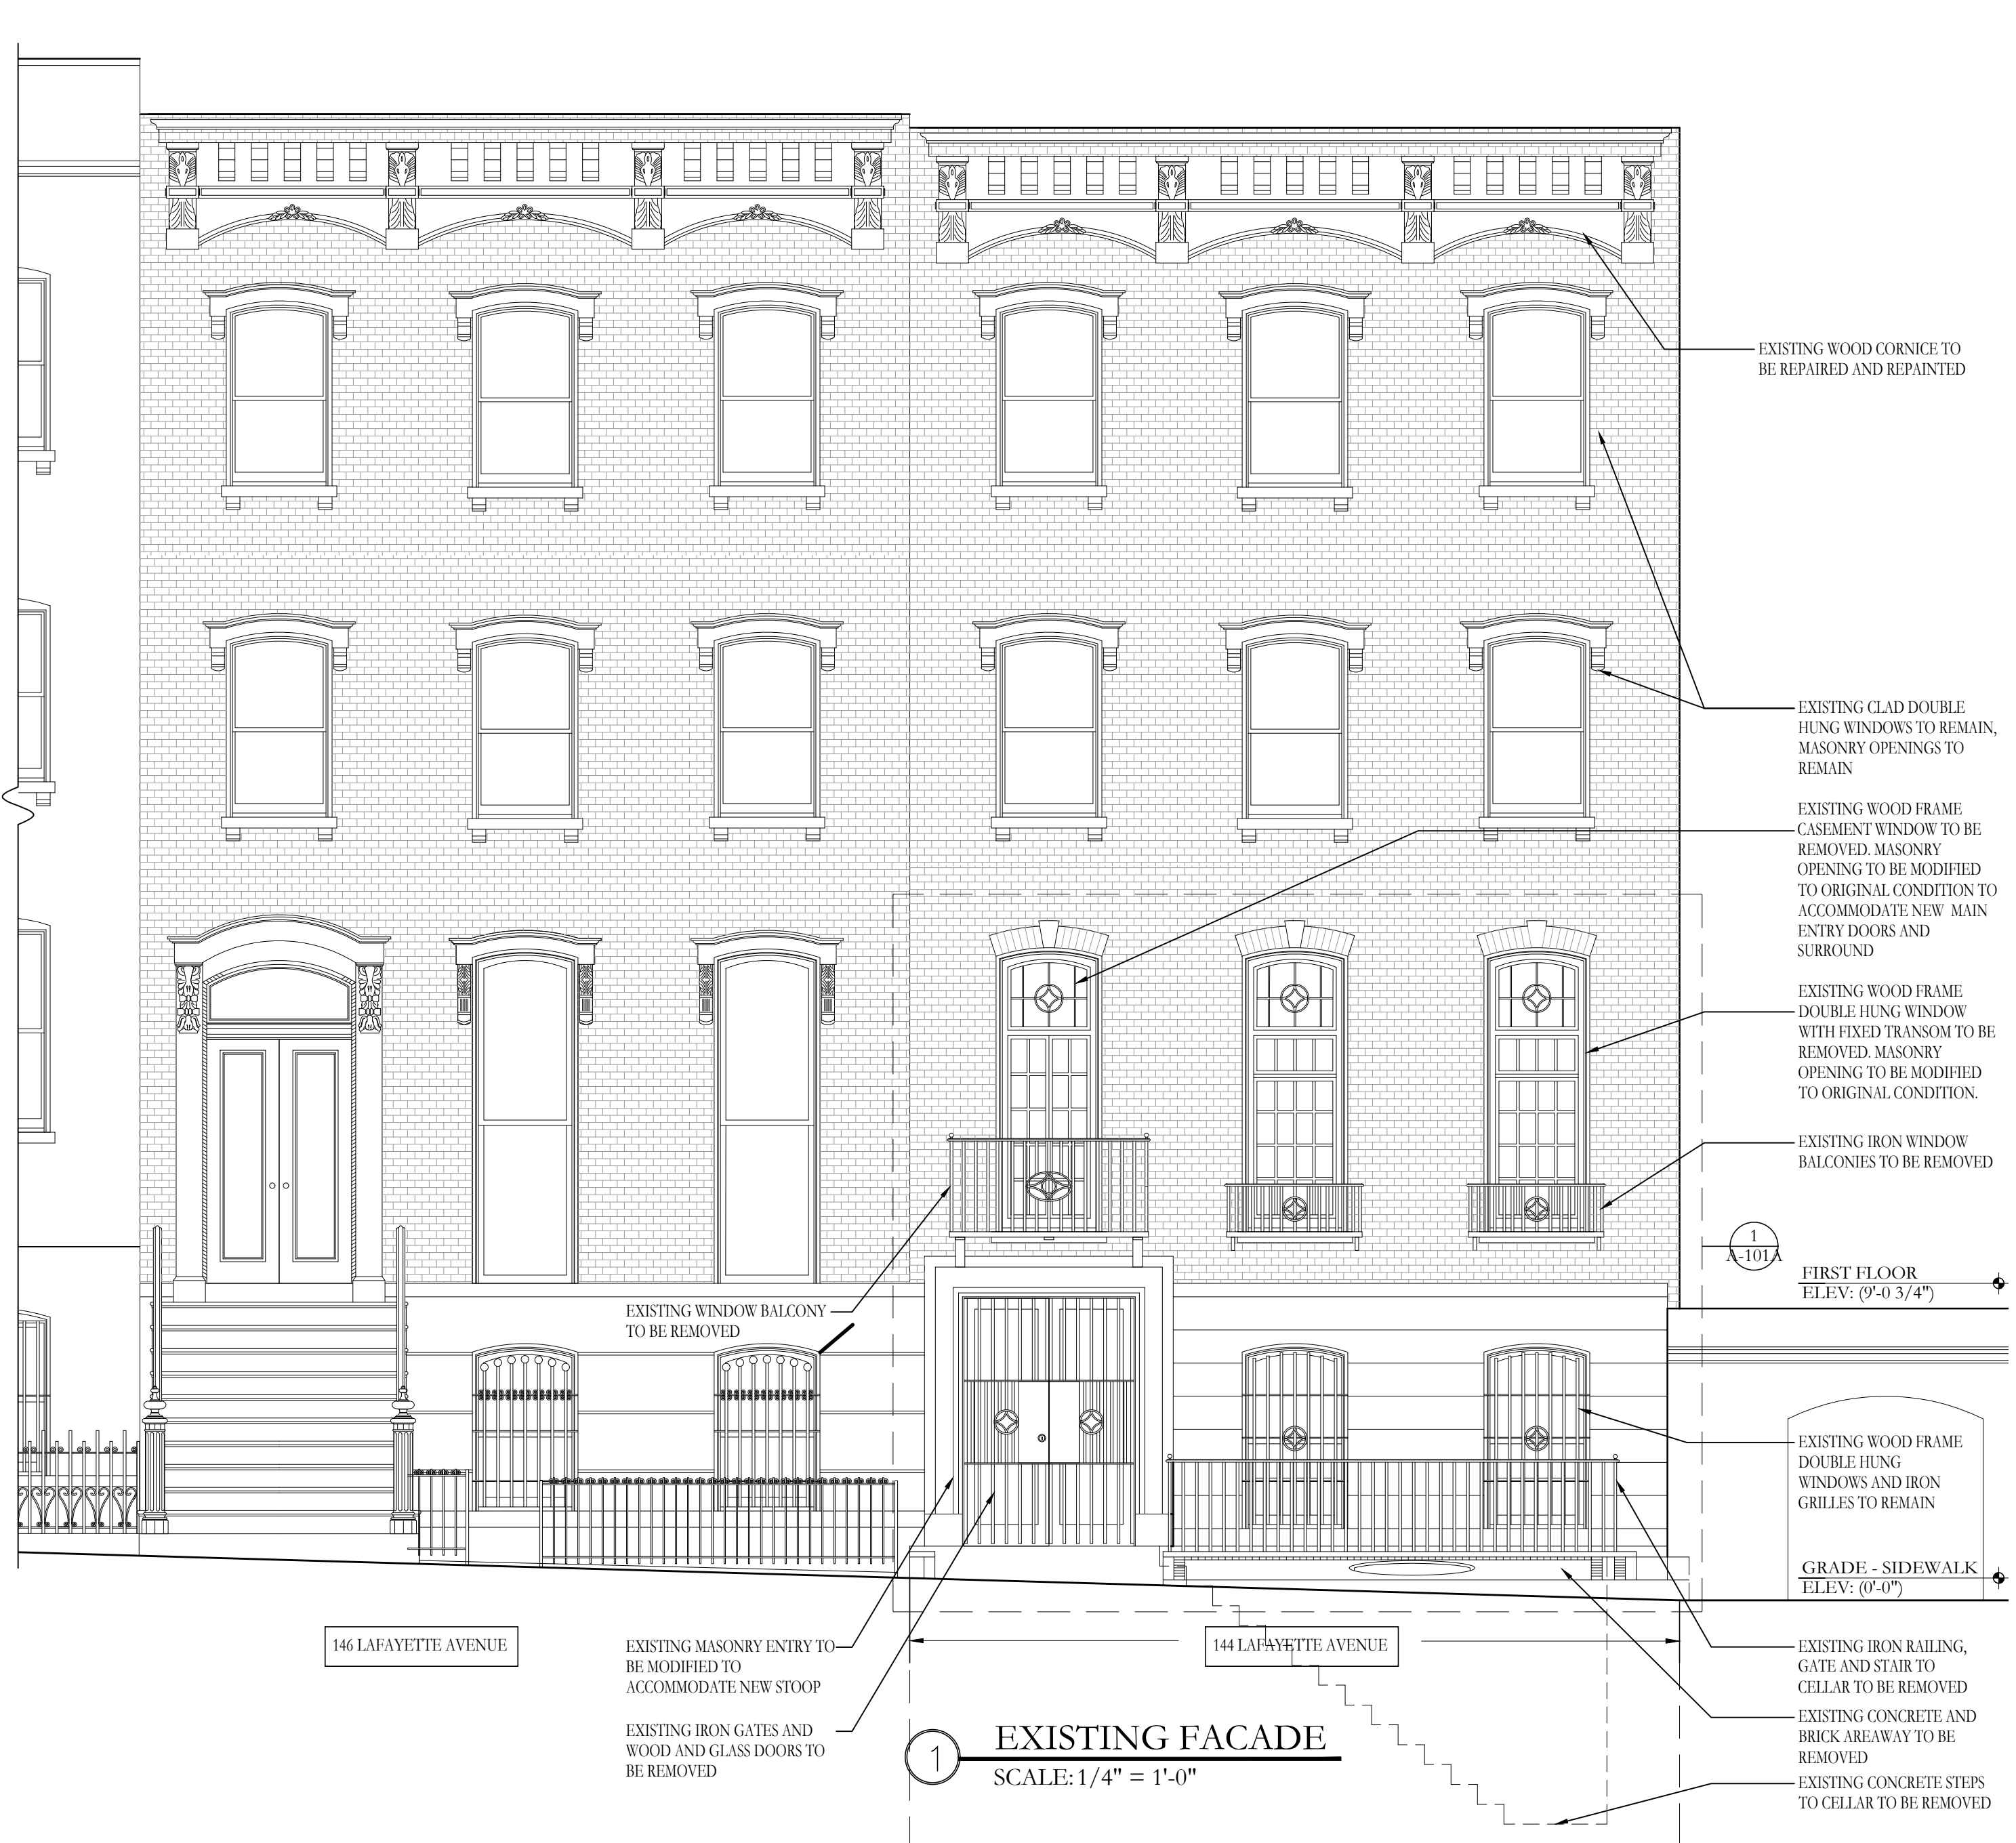 EXISTING WOOD CORNICE TO
BE REPAIRED AND REPAINTED
EXISTING CLAD DOUBLE
HUNG WINDOWS TO REMAIN,
MASONRY OPENINGS TO
REMAIN
EXISTING WOOD FRAME
CASEMENT WINDOW TO BE
REMOVED. MASONRY
OPENING TO BE MODIFIED
TO ORIGINAL CONDITION TO
ACCOMMODATE NEW MAIN
ENTRY DOORS AND
SURROUND
EXISTING WOOD FRAME
DOUBLE HUNG WINDOW
WITH FIXED TRANSOM TO BE
REMOVED. MASONRY
OPENING TO BE MODIFIED
TO ORIGINAL CONDITION.
EXISTING IRON WINDOW
BALCONIES TO BE REMOVED
1
A-101A
FIRST FLOOR
ELEV: (9'-0 3/4")
EXISTING WINDOW BALCONY
TO BE REMOVED
EXISTING WOOD FRAME
DOUBLE HUNG
WINDOWS AND IRON
GRILLES TO REMAIN
GRADE - SIDEWALK
ELEV: (0'-0")
146 LAFAYETTE AVENUE
EXISTING MASONRY ENTRY TO
BE MODIFIED TO
ACCOMMODATE NEW STOOP
EXISTING IRON GATES AND
WOOD AND GLASS DOORS TO
BE REMOVED
144 LAFAYETTE AVENUE
EXISTING IRON RAILING,
GATE AND STAIR TO
CELLAR TO BE REMOVED
EXISTING CONCRETE AND
BRICK AREAWAY TO BE
REMOVED
EXISTING CONCRETE STEPS
TO CELLAR TO BE REMOVED
1
EXISTING FACADE
SCALE: 1/4" = 1'-0"